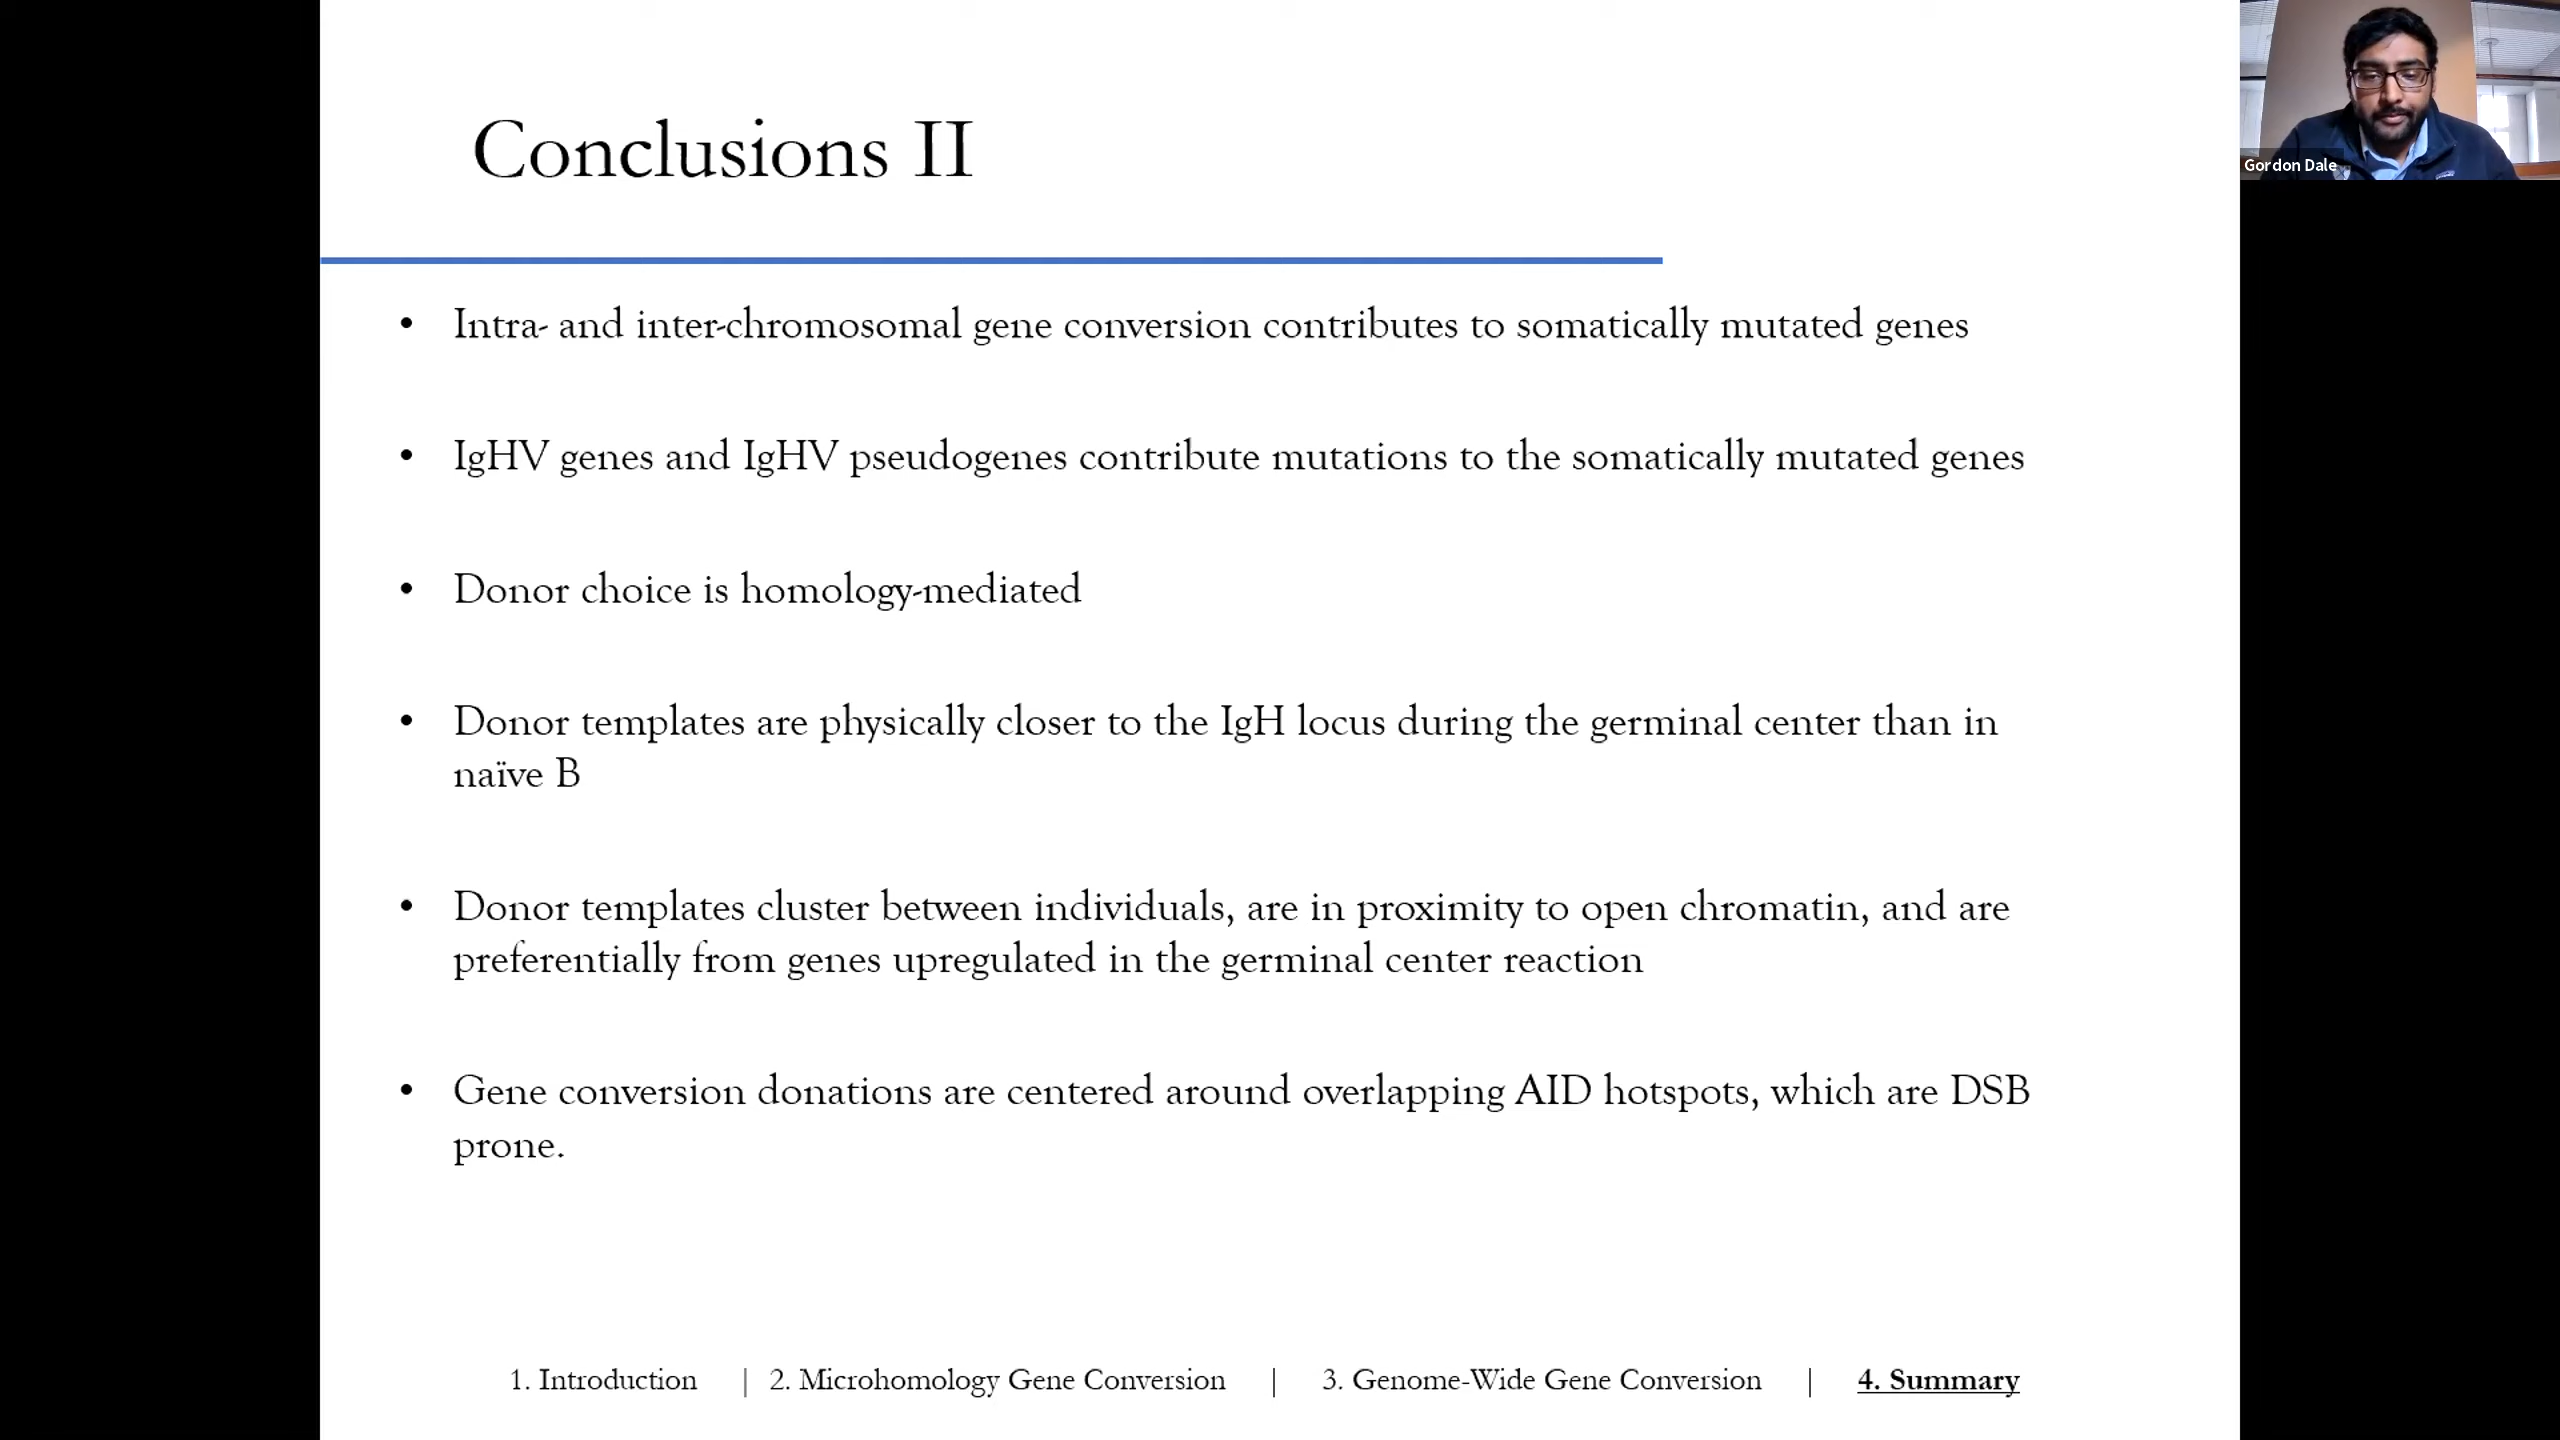 Conclusions II
Gordon Dale
• Intra- and inter-chromosomal gene conversion contributes to somatically mutated genes
• IgHV genes and IgHV pseudogenes contribute mutations to the somatically mutated genes
• Donor choice is homology-mediated
• Donor templates are physically closer to the IgH locus during the germinal center than in
naïve B
• Donor templates cluster between individuals, are in proximity to open chromatin, and are
preferentially from genes upregulated in the germinal center reaction
• Gene conversion donations are centered around overlapping AID hotspots, which are DSB
prone.
1. Introduction | 2. Microhomology Gene Conversion | 3. Genome-Wide Gene Conversion | 4. Summary